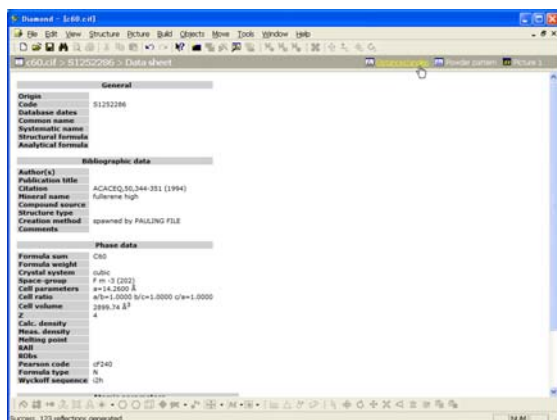 Diamond - [c60.cif]
File Edit View Structure Picture Build Objects Move Tools Window Help
c60.cif > S1252286 > Data sheet
Powder pattern Picture 1
General
Origin
Code S1252286
Database dates
Common name
Systematic name
Structural formula
Analytical formula
Bibliographic data
Author(s)
Publication title
Citation ACACEQ,50,344-351 (1994)
Mineral name fullerene high
Compound source
Structure type
Creation method spawned by PAULING FILE
Comments
Phase data
Formula sum C60
Formula weight
Crystal system cubic
Space-group F m -3 (202)
Cell parameters a=14.2600 Å
Cell ratio a/b=1.0000 b/c=1.0000 c/a=1.0000
Cell volume 2899.74 Å3
Z 4
Calc. density
Meas. density
Melting point
RAll
RObs
Pearson code cF240
Formula type N
Wyckoff sequence i2h
Success, 123 reflections generated.
NUM